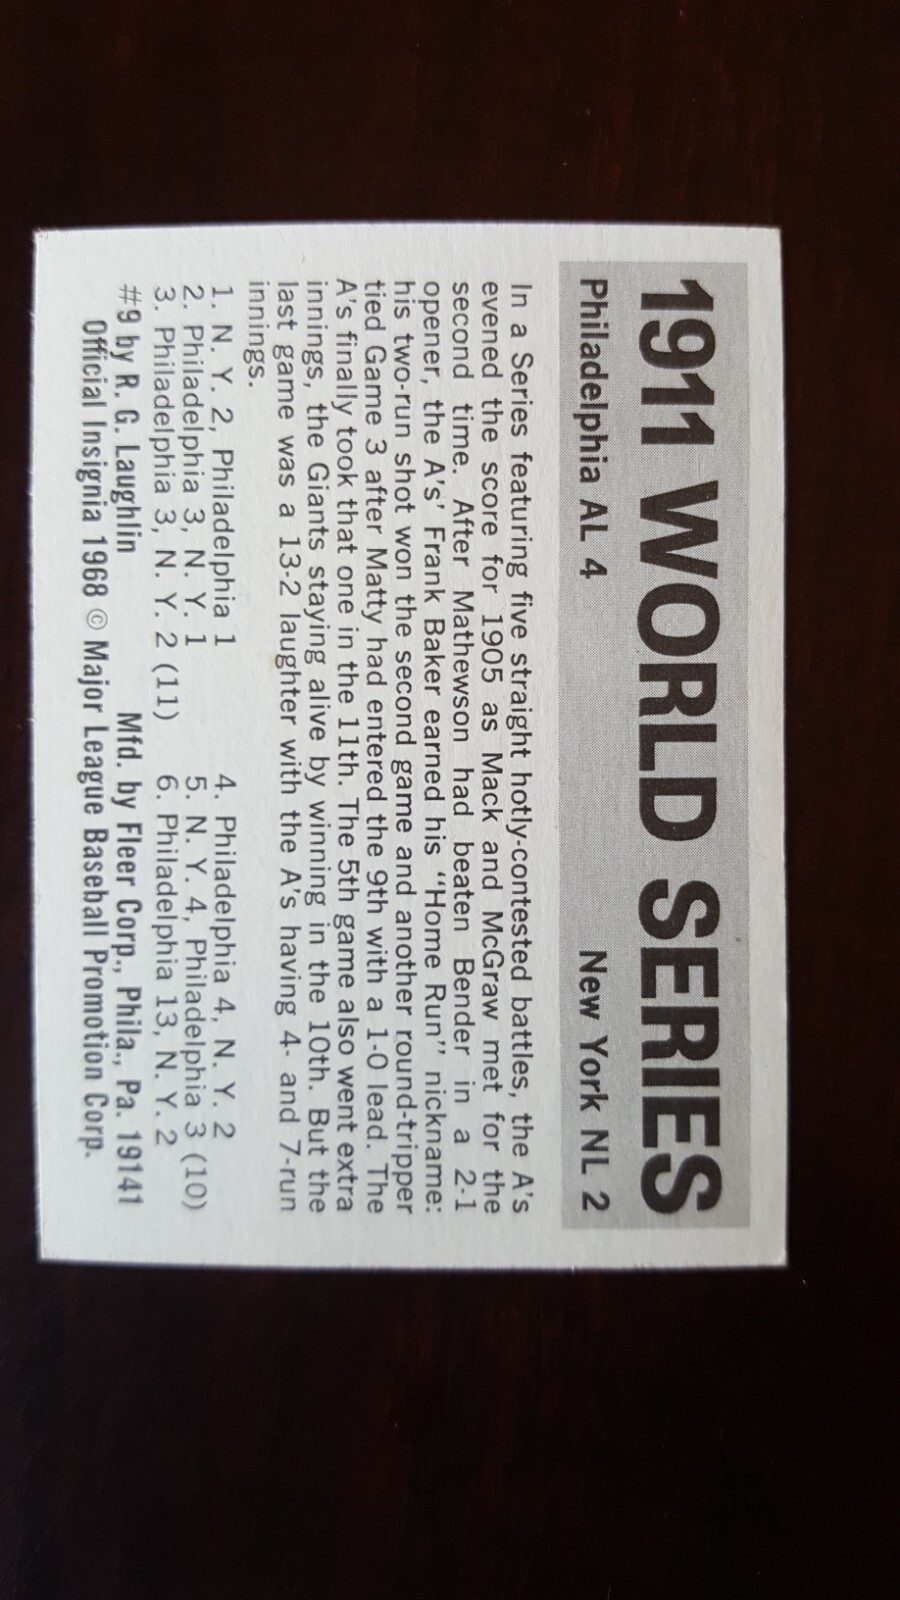 1911 WORLD SERIES
Philadelphia AL 4 New York NL 2
In a Series featuring five straight hotly-contested battles, the A's
evened the score for 1905 as Mack and McGraw met for the
second time. After Mathewson had beaten Bender in a 2-1
opener, the A's' Frank Baker earned his "Home Run" nickname:
his two-run shot won the second game and another round-tripper
tied Game 3 after Matty had entered the 9th with a 1-0 lead. The
A's finally took that one in the 11th. The 5th game also went extra
innings, the Giants staying alive by winning in the 10th. But the
last game was a 13-2 laughter with the A's having 4- and 7-run
innings.
1. N. Y. 2, Philadelphia 1 4. Philadelphia 4, N. Y. 2
2. Philadelphia 3, N. Y. 1 5. N. Y. 4, Philadelphia 3 (10)
3. Philadelphia 3, N. Y. 2 (11) 6. Philadelphia 13, N. Y. 2
#9 by R. G. Laughlin Mfd. by Fleer Corp., Phila., Pa. 19141
Official Insignia 1968 © Major League Baseball Promotion Corp.